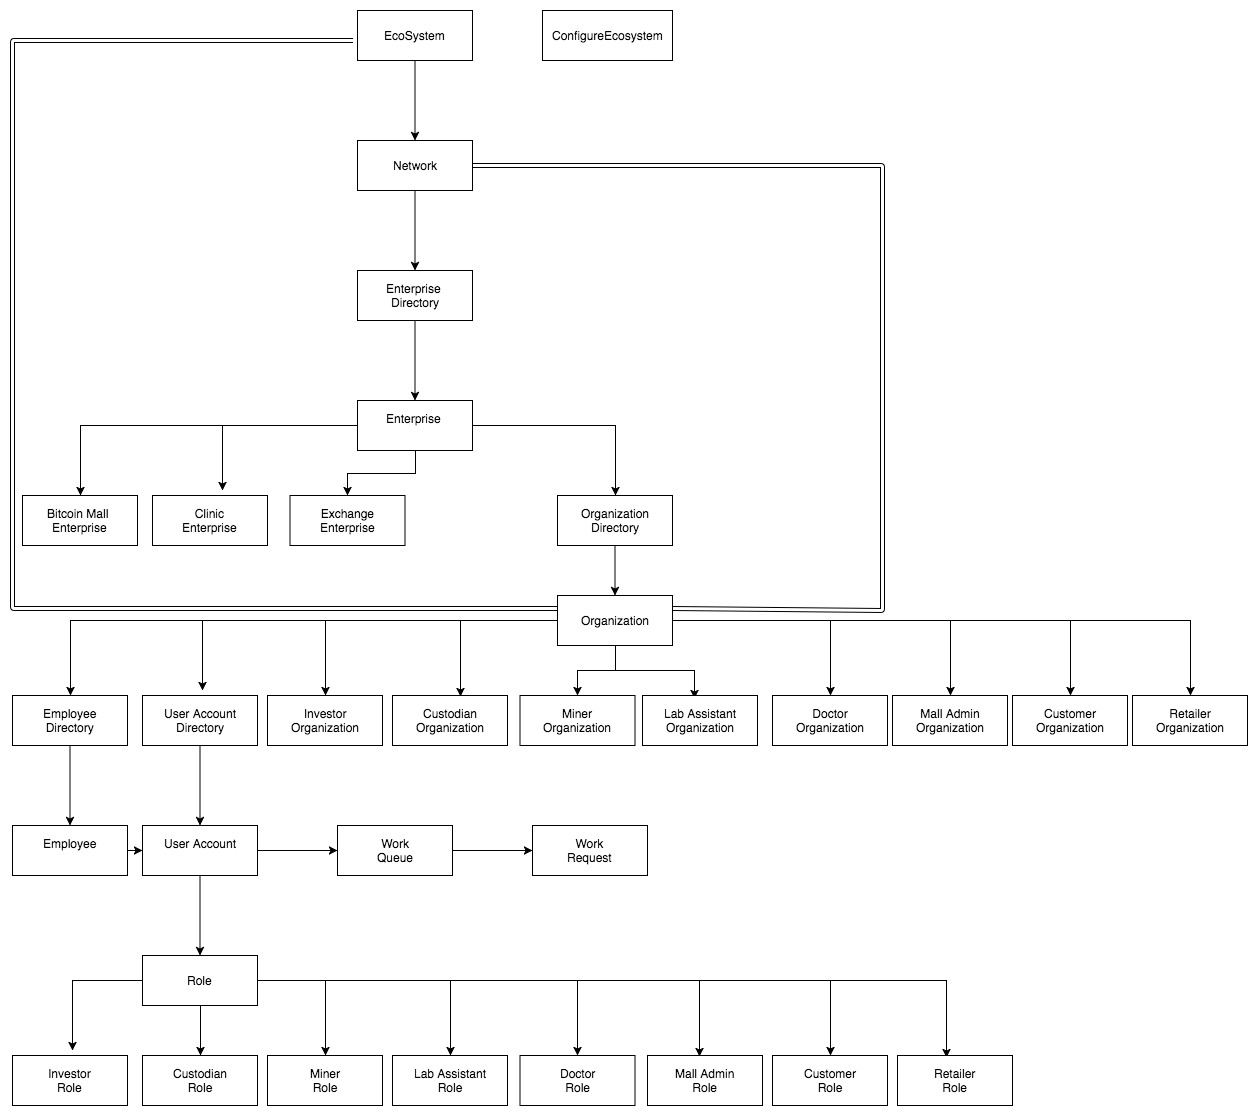 EcoSystem
ConfigureEcosystem
Network
Enterprise
Directory
Enterprise
Bitcoin Mall
Enterprise
Clinic
Enterprise
Exchange
Enterprise
Organization
Directory
Organization
Employee
Directory
User Account
Directory
Investor
Organization
Custodian
Organization
Miner
Organization
Lab Assistant
Organization
Doctor
Organization
Mall Admin
Organization
Customer
Organization
Retailer
Organization
Employee
User Account
Work
Queue
Work
Request
Role
Investor
Role
Custodian
Role
Miner
Role
Lab Assistant
Role
Doctor
Role
Mall Admin
Role
Customer
Role
Retailer
Role